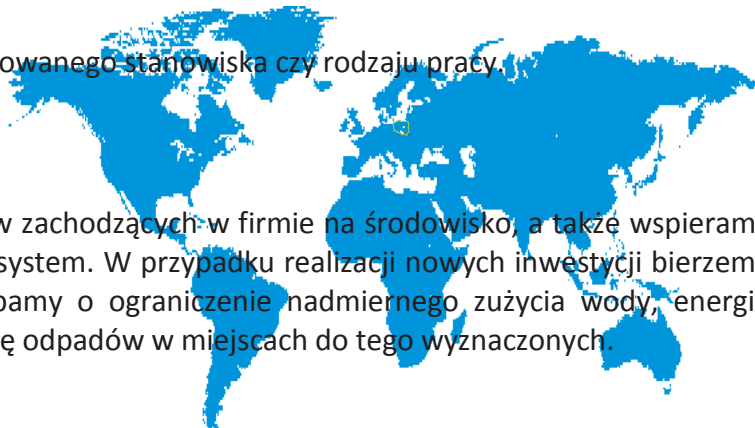 owanego stanowiska czy rodzaju pracy.
w zachodzących w firmie na środowisko, a także wspieram
system. W przypadku realizacji nowych inwestycji bierzem
bamy o ograniczenie nadmiernego zużycia wody, energi
ę odpadów w miejscach do tego wyznaczonych.